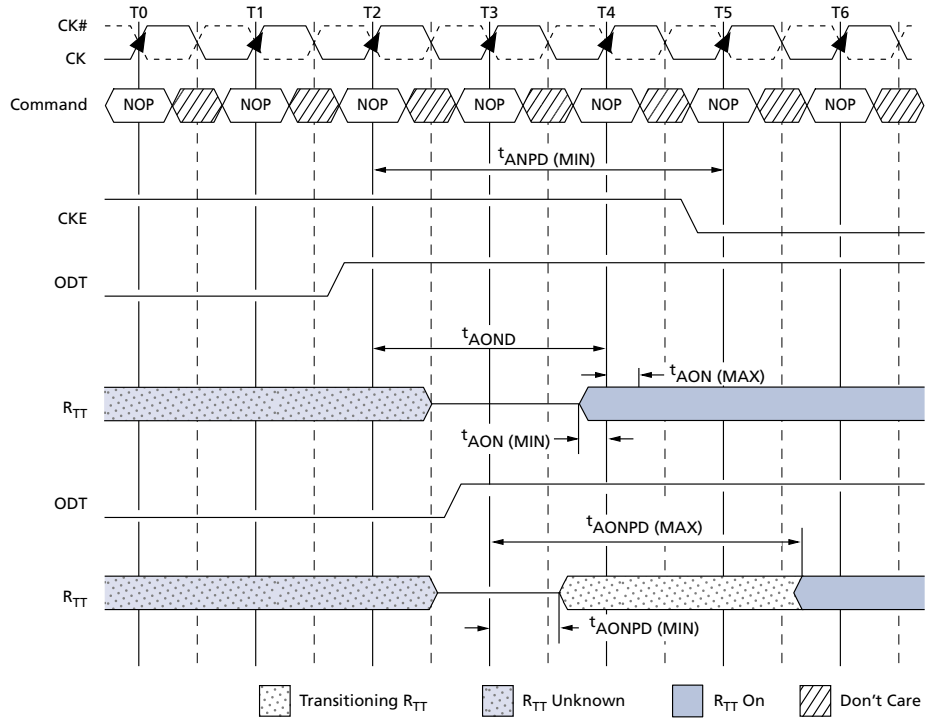 T0 T1 T2 T3 T4 T5 T6
CK#
CK
Command NOP NOP NOP NOP NOP NOP NOP
tANPD (MIN)
CKE
ODT
tAOND
tAON (MAX)
RTT
tAON (MIN)
ODT
tAONPD (MAX)
RTT
tAONPD (MIN)
Transitioning RTT RTT Unknown RTT On Don't Care